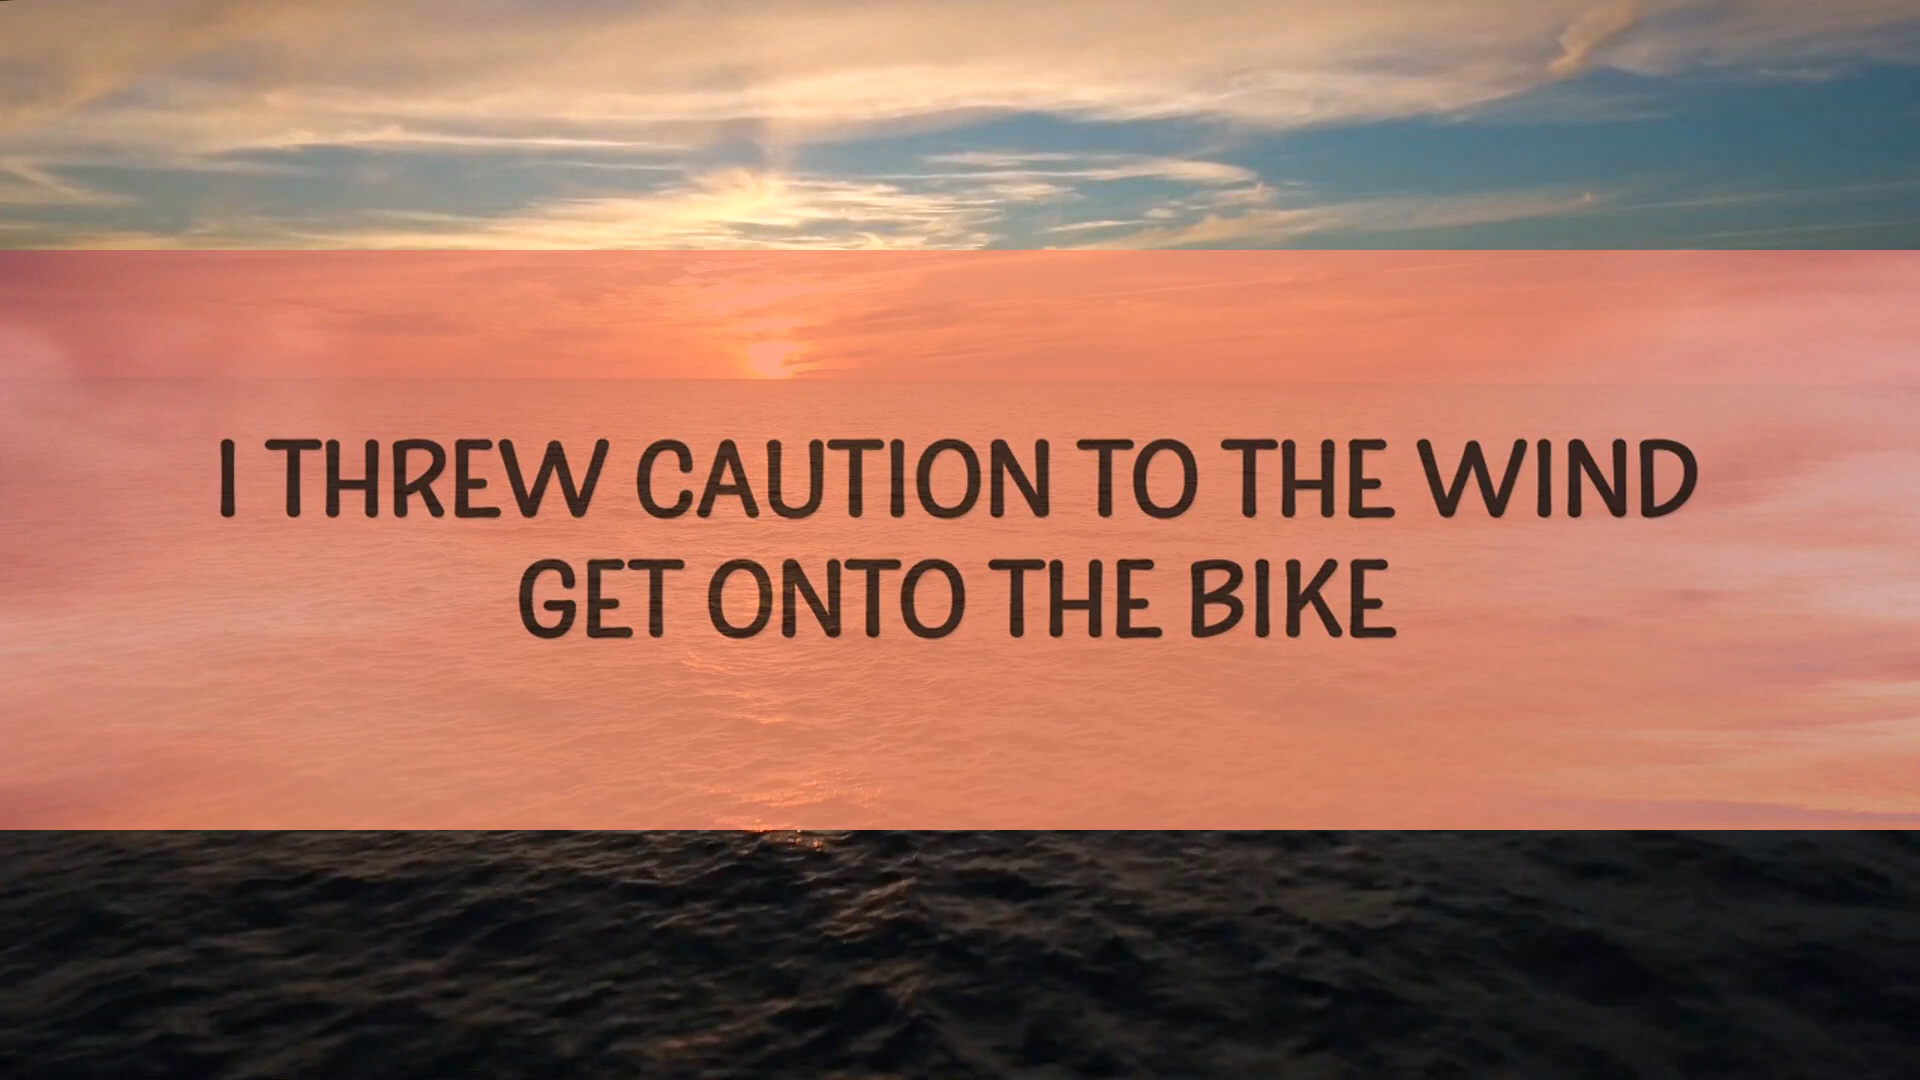 I THREW CAUTION TO THE WIND
GET ONTO THE BIKE